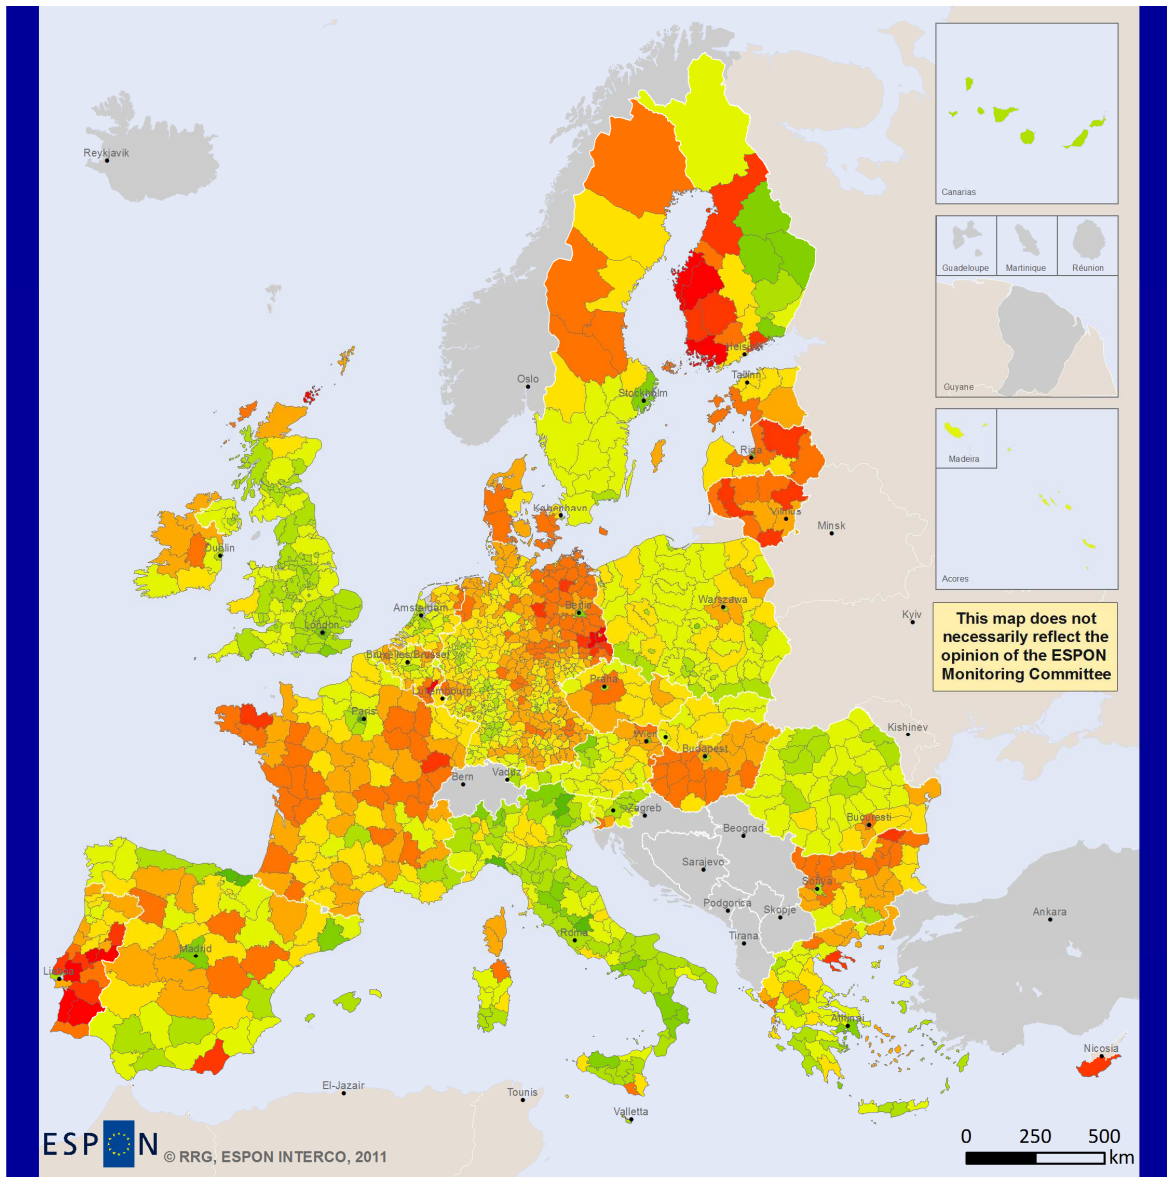 Reykjavik
Canarias
Guadeloupe
Martinique
Réunion
Guyane
Madeira
Acores
Oslo
Helsinki
Tallinn
Stockholm
Riga
København
Vilnius
Minsk
Dublin
Amsterdam
Berlin
Warszawa
London
Kyiv
This map does not
necessarily reflect the
opinion of the ESPON
Monitoring Committee
Bruxelles/Brussel
Praha
Luxembourg
Paris
Kishinev
Wien
Budapest
Bern
Vaduz
Zagreb
Bucuresti
Beograd
Sarajevo
Sofiya
Podgorica
Skopje
Ankara
Tirana
Roma
Madrid
Lisboa
Athinai
Nicosia
El-Jazair
Tounis
Valletta
0 250 500
km
ESPON
© RRG, ESPON INTERCO, 2011